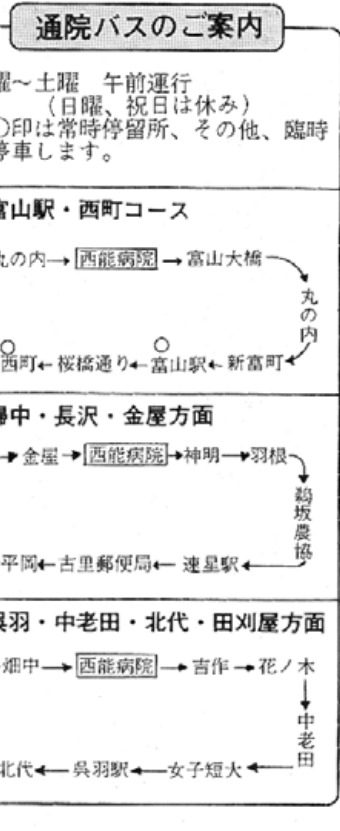 通院バスのご案内
曜～土曜　午前運行
（日曜、祝日は休み）
○印は常時停留所、その他、臨時
停車します。
富山駅・西町コース
丸の内→西能病院→富山大橋
丸の内
○西町←桜橋通り←○富山駅←新富町
婦中・長沢・金屋方面
→金屋→西能病院→神明→羽根
鵜坂農協
平岡←古里郵便局←速星駅←
呉羽・中老田・北代・田刈屋方面
畑中→西能病院→吉作→花ノ木
↓
中老田
北代←呉羽駅←女子短大←